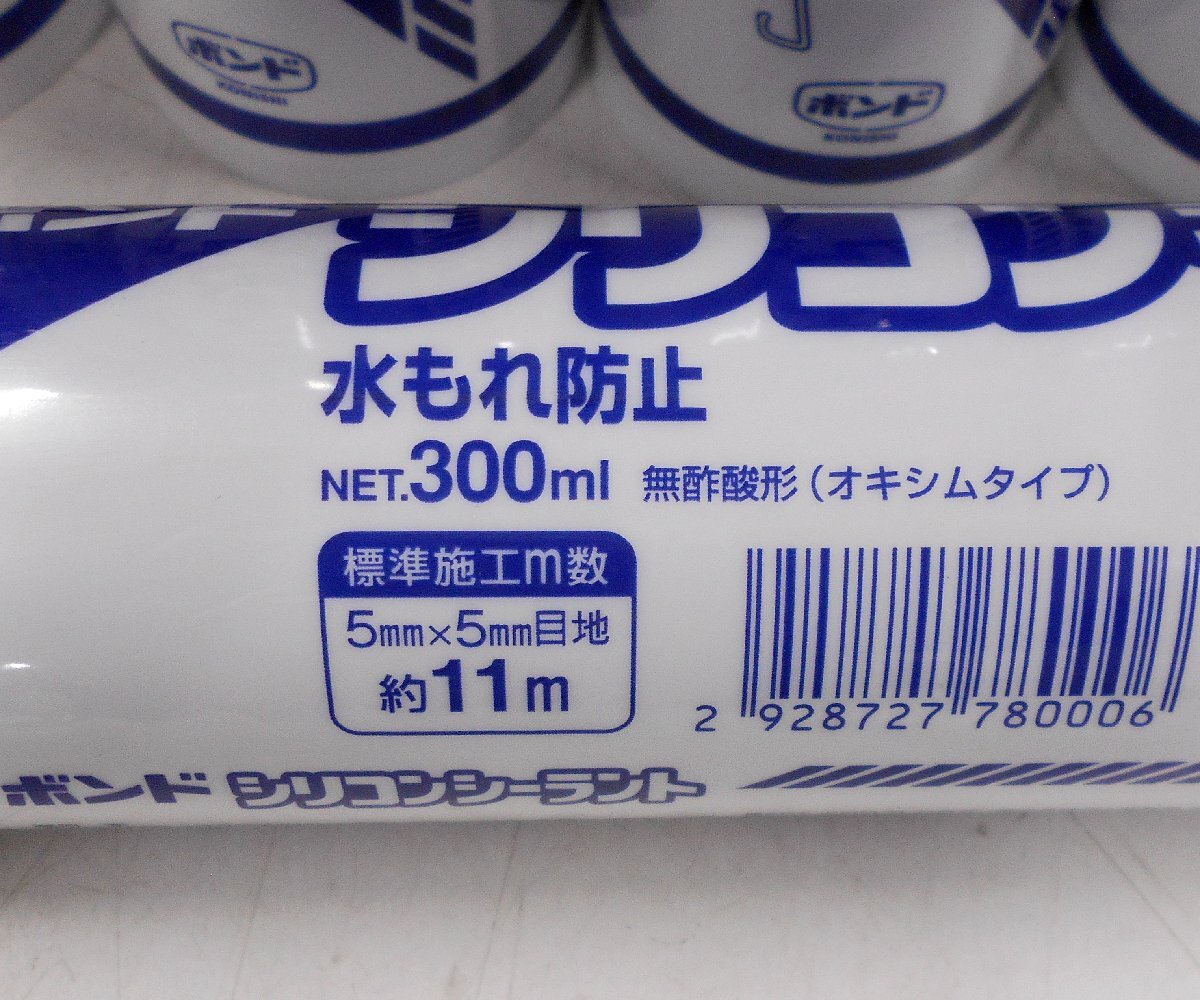 ボンド
KONISHI
ボンド
KONISHI
シリコン
水もれ防止
NET.300ml 無酢酸形（オキシムタイプ）
標準施工m数
5mm×5mm目地
約11m
2 928727 780006
ボンド シリコンシーラント